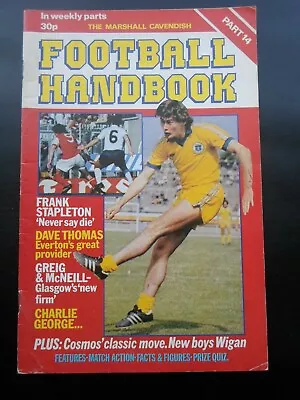 In weekly parts
30p
THE MARSHALL CAVENDISH
PART 14
FOOTBALL
HANDBOOK
6
FRANK
STAPLETON
'Never say die'
DAVE THOMAS
Everton's great
provider
GREIG
& McNEILL-
Glasgow's 'new
firm'
CHARLIE
GEORGE...
PLUS: Cosmos' classic move. New boys Wigan
FEATURES-MATCH ACTION-FACTS & FIGURES-PRIZE QUIZ.